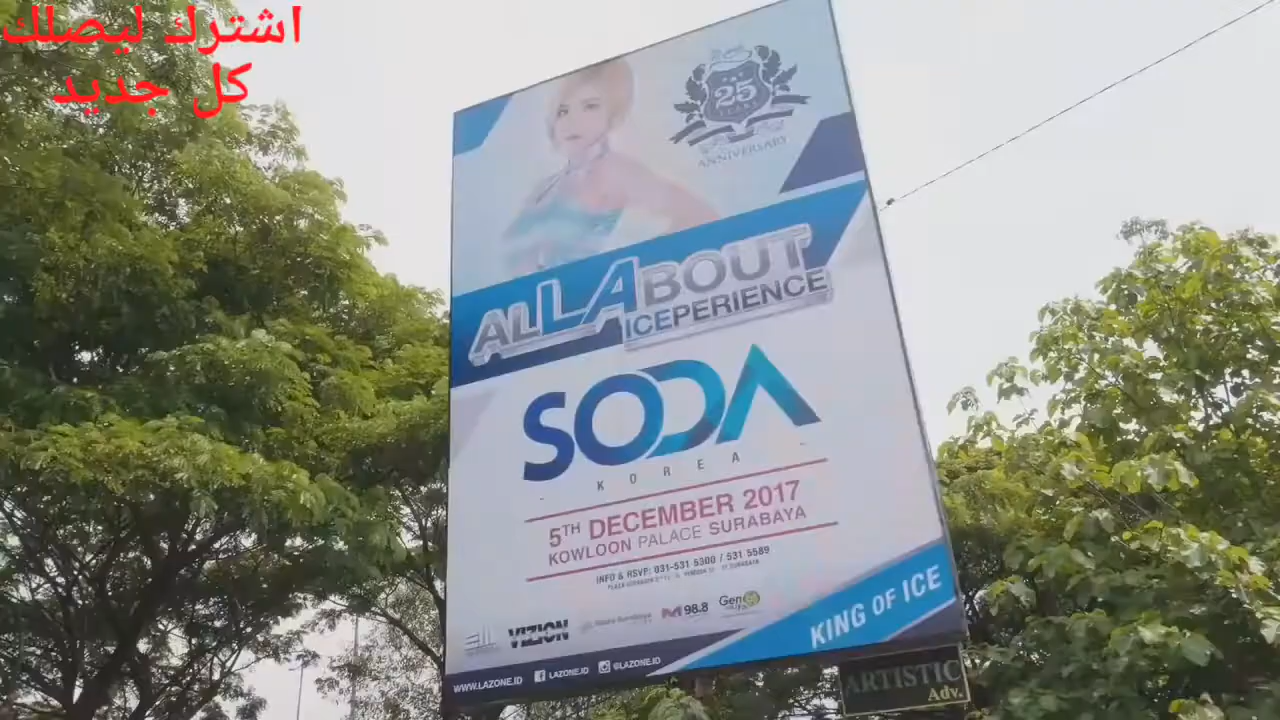 اشترك ليصلك
كل جديد
25
YEARS
ANNIVERSARY
ALL ABOUT
ICEPERIENCE
SODA
- KOREA -
5TH DECEMBER 2017
KOWLOON PALACE SURABAYA
INFO & RSVP: 031-531 5300 / 531 5589
VIZION
M 98.8
Gen
WWW.LAZONE.ID
LAZONE.ID
@LAZONE.ID
KING OF ICE
ARTISTIC
Adv.